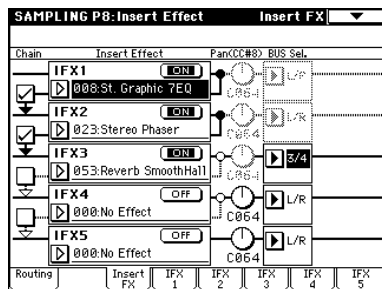 SAMPLING P8:Insert Effect Insert FX
Chain Insert Effect Pan(CC#8) BUS Sel.
IFX1 ON
008:St. Graphic 7EQ C064 L/R
IFX2 ON
023:Stereo Phaser C064 L/R
IFX3 ON
053:Reverb SmoothHall C064 3/4
IFX4 OFF
000:No Effect C064 L/R
IFX5 OFF
000:No Effect C064 L/R
Routing Insert FX IFX 1 IFX 2 IFX 3 IFX 4 IFX 5